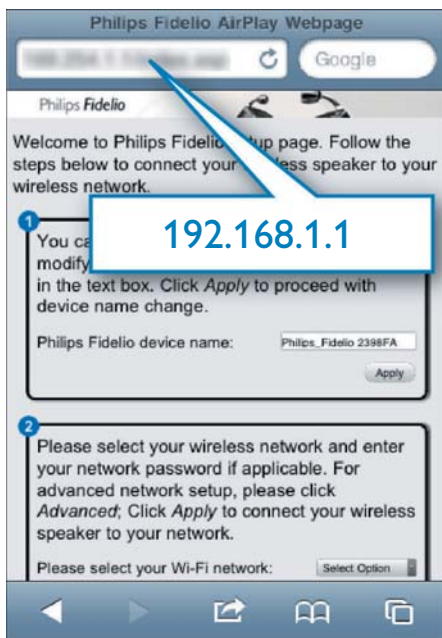 Philips Fidelio AirPlay Webpage
Google
Philips Fidelio
Welcome to Philips Fidelio up page. Follow the
steps below to connect your ess speaker to your
wireless network.
192.168.1.1
1
You ca
modify
in the text box. Click Apply to proceed with
device name change.
Philips Fidelio device name: Philips_Fidelio 2398FA
Apply
2
Please select your wireless network and enter
your network password if applicable. For
advanced network setup, please click
Advanced; Click Apply to connect your wireless
speaker to your network.
Please select your Wi-Fi network: Select Option